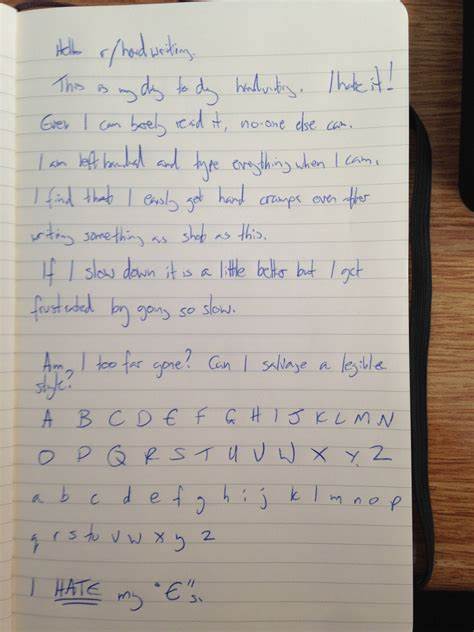 Hello r/handwriting.
This is my day to day handwriting. I hate it!
Even I can barely read it, no-one else can.
I am left handed and type everything when I can.
I find that I easily get hand cramps even after
writing something as short as this.
If I slow down it is a little better but I get
frustrated by going so slow.
Am I too far gone? Can I salvage a legible
style?
A B C D E F G H I J K L M N
O P Q R S T U V W X Y Z
a b c d e f g h i j k l m n o p
q r s t u v w x y z
I HATE my "E"s.